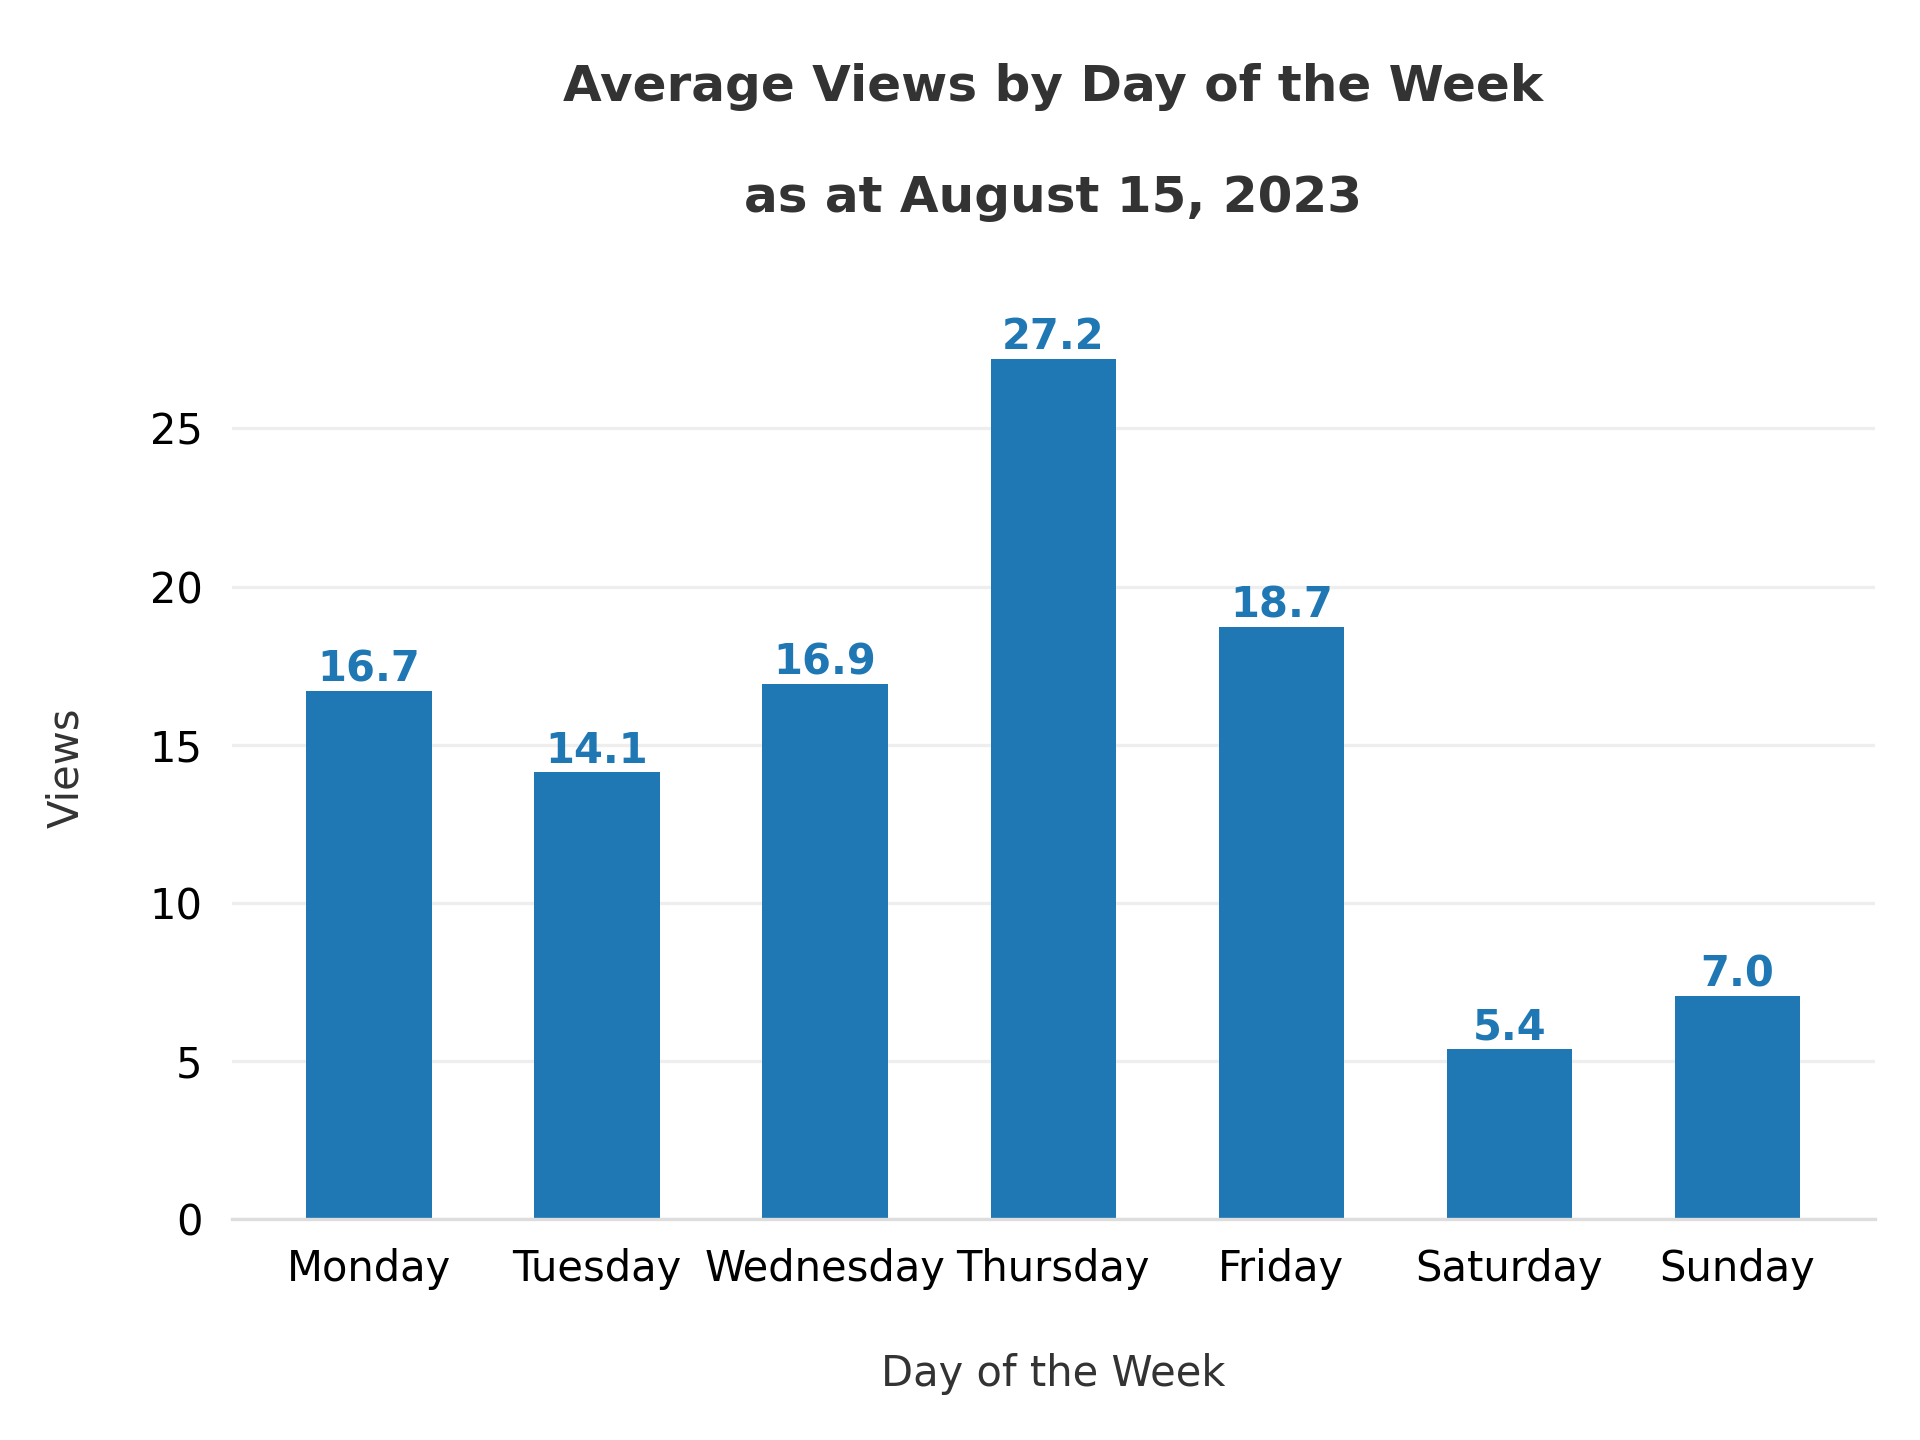 Average Views by Day of the Week
as at August 15, 2023
27.2
25
20
18.7
16.7
16.9
15
14.1
Views
10
7.0
5.4
5
0
Monday Tuesday Wednesday Thursday Friday Saturday Sunday
Day of the Week